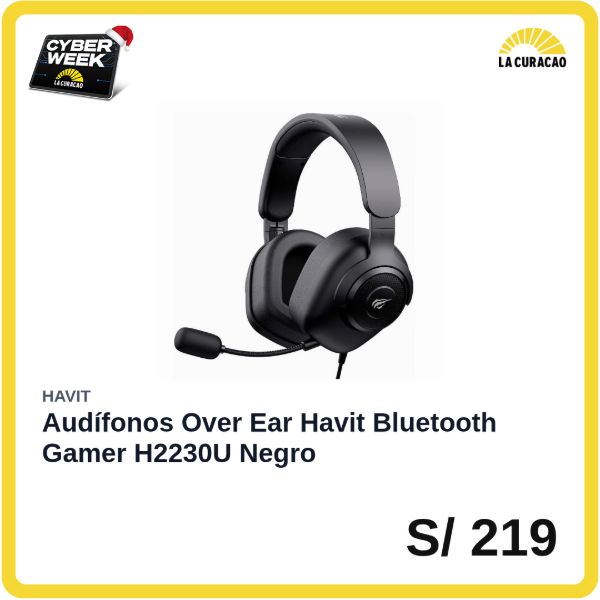 CYBER
WEEK
LA CURACAO
LA CURACAO
HAVIT
Audífonos Over Ear Havit Bluetooth
Gamer H2230U Negro
S/ 219